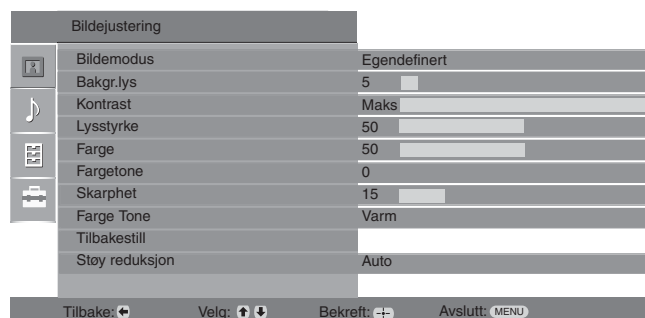 Bildejustering
Bildemodus Egendefinert
Bakgr.lys 5
Kontrast Maks
Lysstyrke 50
Farge 50
Fargetone 0
Skarphet 15
Farge Tone Varm
Tilbakestill
Støy reduksjon Auto
Tilbake: Velg: Bekreft: Avslutt: MENU